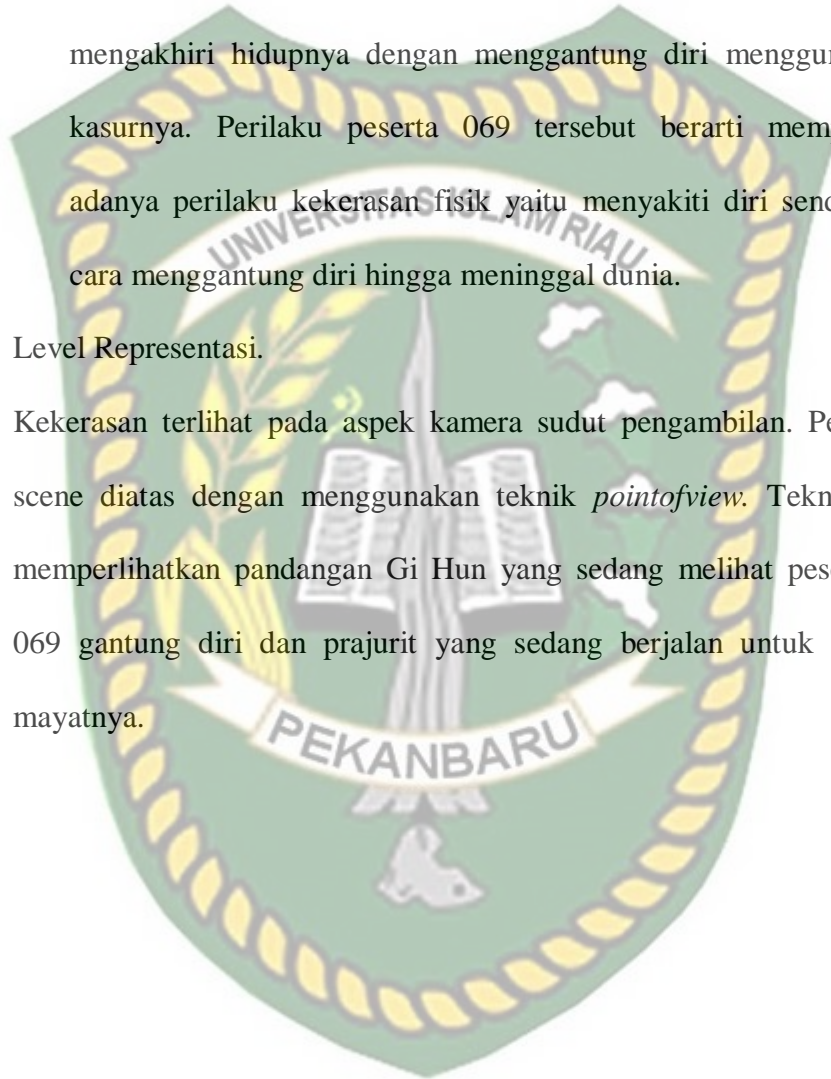 mengakhiri hidupnya dengan menggantung diri
kasurnya. Perilaku peserta 069 tersebut berarti
adanya perilaku kekerasan fisik yaitu menyakiti diri
UNIVERSITAS ISLAM RIAU
cara menggantung diri hingga meninggal dunia.
Level Representasi.
Kekerasan terlihat pada aspek kamera sudut pengambilan.
scene diatas dengan menggunakan teknik pointofview.
memperlihatkan pandangan Gi Hun yang sedang melihat
069 gantung diri dan prajurit yang sedang berjalan untuk
mayatnya.
PEKANBARU